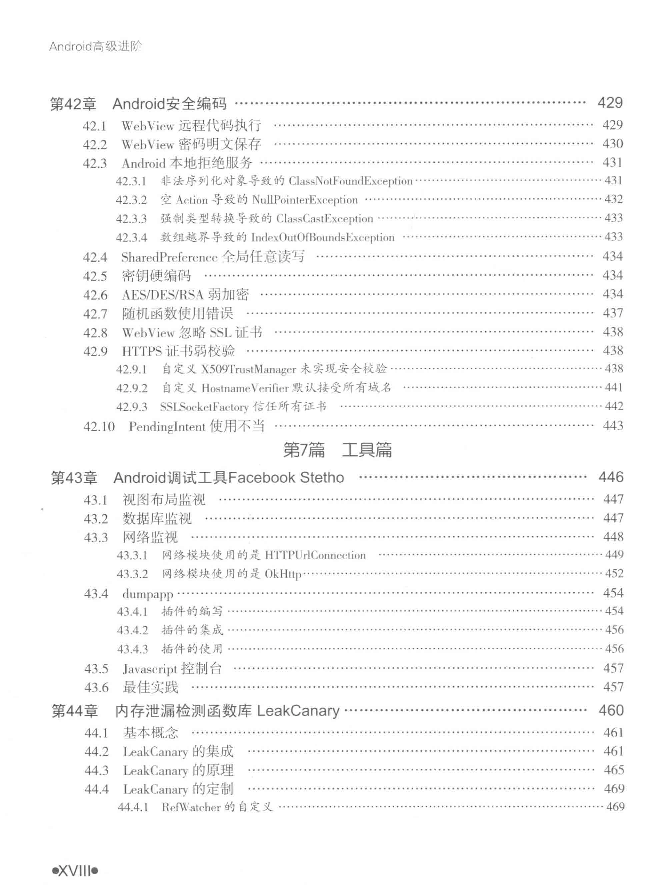 Android高级进阶
第42章 Android安全编码 ………… 429
42.1 WebView 远程代码执行 ………… 429
42.2 WebView 密码明文保存 ………… 430
42.3 Android 本地拒绝服务 ………… 431
42.3.1 非法序列化对象导致的 ClassNotFoundException ………… 431
42.3.2 空 Action 导致的 NullPointerException ………… 432
42.3.3 强制类型转换导致的 ClassCastException ………… 433
42.3.4 数组越界导致的 IndexOutOfBoundsException ………… 433
42.4 SharedPreference 全局任意读写 ………… 434
42.5 密钥硬编码 ………… 434
42.6 AES/DES/RSA 弱加密 ………… 434
42.7 随机函数使用错误 ………… 437
42.8 WebView 忽略 SSL 证书 ………… 438
42.9 HTTPS 证书弱校验 ………… 438
42.9.1 自定义 X509TrustManager 未实现安全校验 ………… 438
42.9.2 自定义 HostnameVerifier 默认接受所有域名 ………… 441
42.9.3 SSLSocketFactory 信任所有证书 ………… 442
42.10 PendingIntent 使用不当 ………… 443
第7篇 工具篇
第43章 Android调试工具Facebook Stetho ………… 446
43.1 视图布局监视 ………… 447
43.2 数据库监视 ………… 447
43.3 网络监视 ………… 448
43.3.1 网络模块使用的是 HTTPUrlConnection ………… 449
43.3.2 网络模块使用的是 OkHttp ………… 452
43.4 dumpapp ………… 454
43.4.1 插件的编写 ………… 454
43.4.2 插件的集成 ………… 456
43.4.3 插件的使用 ………… 456
43.5 Javascript 控制台 ………… 457
43.6 最佳实践 ………… 457
第44章 内存泄漏检测函数库 LeakCanary ………… 460
44.1 基本概念 ………… 461
44.2 LeakCanary 的集成 ………… 461
44.3 LeakCanary 的原理 ………… 465
44.4 LeakCanary 的定制 ………… 469
44.4.1 RefWatcher 的自定义 ………… 469
●XVIII●